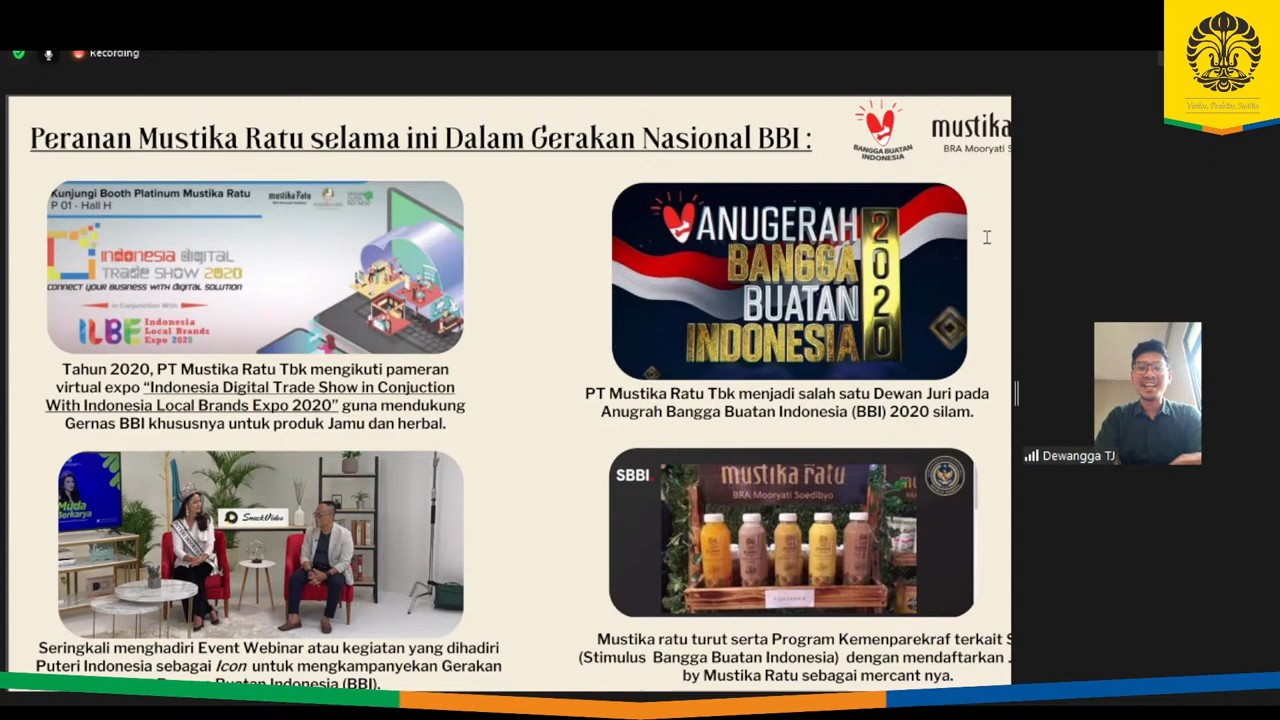 Recording
Veritas, Probitas, Iustitia
Peranan Mustika Ratu selama ini Dalam Gerakan Nasional BBI :
BANGGA BUATAN
INDONESIA
mustika
BRA Mooryati S
Kunjungi Booth Platinum Mustika Ratu
P 01 - Hall H
mustika ratu
indonesia digital
TRADE SHOW 2020
CONNECT YOUR BUSINESS WITH DIGITAL SOLUTION
In Conjunction With
ILBE Indonesia
Local Brands
Expo 2020
Tahun 2020, PT Mustika Ratu Tbk mengikuti pameran
virtual expo “Indonesia Digital Trade Show in Conjuction
With Indonesia Local Brands Expo 2020” guna mendukung
Gernas BBI khususnya untuk produk Jamu dan herbal.
ANUGERAH
BANGGA
BUATAN
INDONESIA
2020
PT Mustika Ratu Tbk menjadi salah satu Dewan Juri pada
Anugrah Bangga Buatan Indonesia (BBI) 2020 silam.
Dewangga TJ
Muda
Berkarya
SnackVideo
Seringkali menghadiri Event Webinar atau kegiatan yang dihadiri
Puteri Indonesia sebagai Icon untuk mengkampanyekan Gerakan
Buatan Indonesia (BBI).
SBBI
mustika ratu
BRA Mooryati Soedibyo
Mustika ratu turut serta Program Kemenparekraf terkait S
(Stimulus Bangga Buatan Indonesia) dengan mendaftarkan J
by Mustika Ratu sebagai mercant nya.